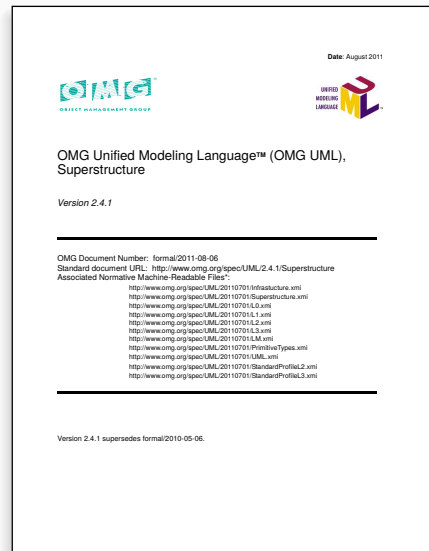 Date: August 2011
OMG
OBJECT MANAGEMENT GROUP
UNIFIED
MODELING
LANGUAGE
UML
OMG Unified Modeling Language™ (OMG UML),
Superstructure
Version 2.4.1
OMG Document Number: formal/2011-08-06
Standard document URL: http://www.omg.org/spec/UML/2.4.1/Superstructure
Associated Normative Machine-Readable Files*:
http://www.omg.org/spec/UML/20110701/Infrastucture.xmi
http://www.omg.org/spec/UML/20110701/Superstructure.xmi
http://www.omg.org/spec/UML/20110701/L0.xmi
http://www.omg.org/spec/UML/20110701/L1.xmi
http://www.omg.org/spec/UML/20110701/L2.xmi
http://www.omg.org/spec/UML/20110701/L3.xmi
http://www.omg.org/spec/UML/20110701/LM.xmi
http://www.omg.org/spec/UML/20110701/PrimitiveTypes.xmi
http://www.omg.org/spec/UML/20110701/UML.xmi
http://www.omg.org/spec/UML/20110701/StandardProfileL2.xmi
http://www.omg.org/spec/UML/20110701/StandardProfileL3.xmi
Version 2.4.1 supersedes formal/2010-05-06.